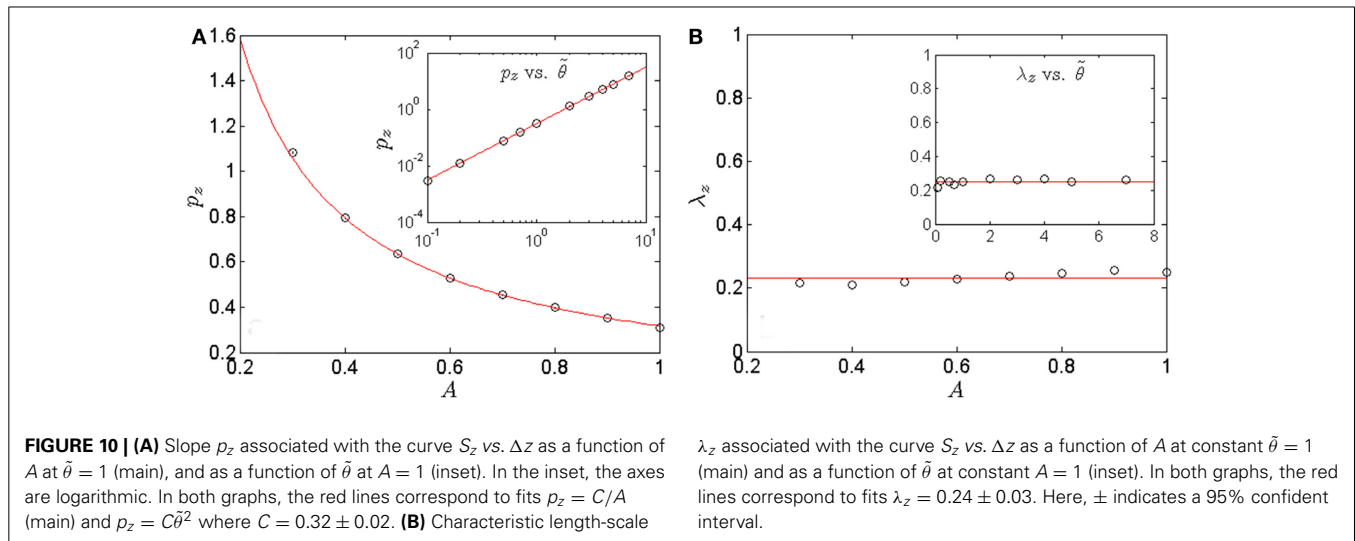 A
1.6
1.4
1.2
1
0.8
0.6
0.4
0.2
p_z
0.2 0.4 0.6 0.8 1
A
p_z vs. θ̃
10^2
10^0
10^-2
10^-4
p_z
10^-1 10^0 10^1
B
1
0.8
0.6
0.4
0.2
0
λ_z
0.2 0.4 0.6 0.8 1
A
λ_z vs. θ̃
1
0.8
0.6
0.4
0.2
0
0 2 4 6 8
FIGURE 10 | (A) Slope p_z associated with the curve S_z vs. Δz as a function of
A at θ̃ = 1 (main), and as a function of θ̃ at A = 1 (inset). In the inset, the axes
are logarithmic. In both graphs, the red lines correspond to fits p_z = C/A
(main) and p_z = Cθ̃² where C = 0.32 ± 0.02. (B) Characteristic length-scale
λ_z associated with the curve S_z vs. Δz as a function of A at constant θ̃ = 1
(main) and as a function of θ̃ at constant A = 1 (inset). In both graphs, the red
lines correspond to fits λ_z = 0.24 ± 0.03. Here, ± indicates a 95% confident
interval.